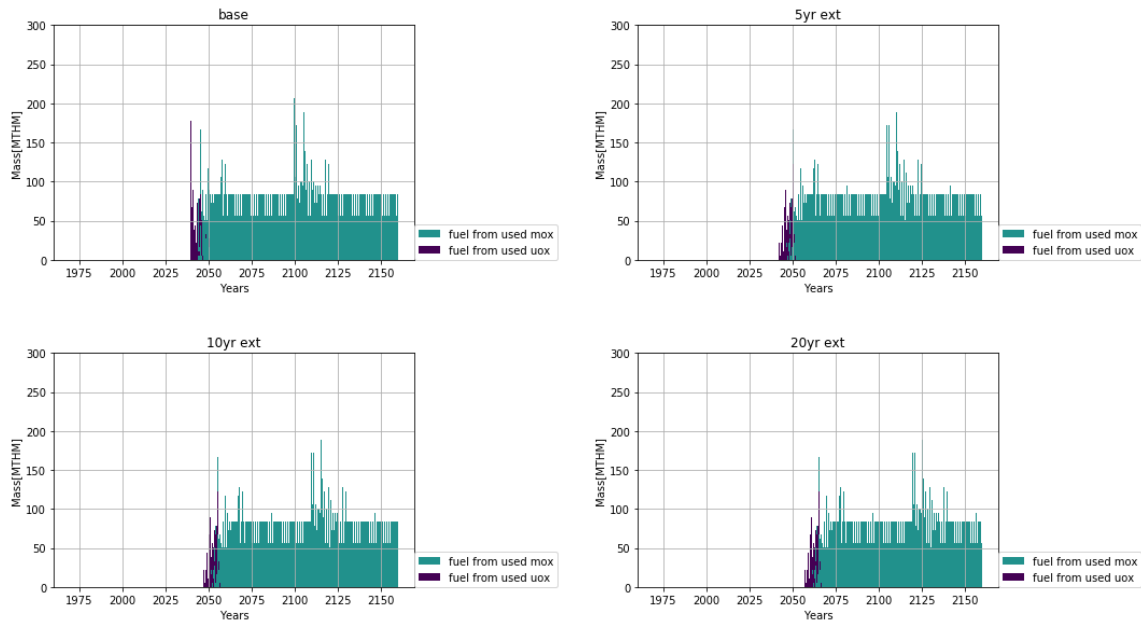 base
300
250
200
150
100
50
0
Mass[MTHM]
1975 2000 2025 2050 2075 2100 2125 2150
Years
fuel from used mox
fuel from used uox
5yr ext
300
250
200
150
100
50
0
Mass[MTHM]
1975 2000 2025 2050 2075 2100 2125 2150
Years
fuel from used mox
fuel from used uox
10yr ext
300
250
200
150
100
50
0
Mass[MTHM]
1975 2000 2025 2050 2075 2100 2125 2150
Years
fuel from used mox
fuel from used uox
20yr ext
300
250
200
150
100
50
0
Mass[MTHM]
1975 2000 2025 2050 2075 2100 2125 2150
Years
fuel from used mox
fuel from used uox